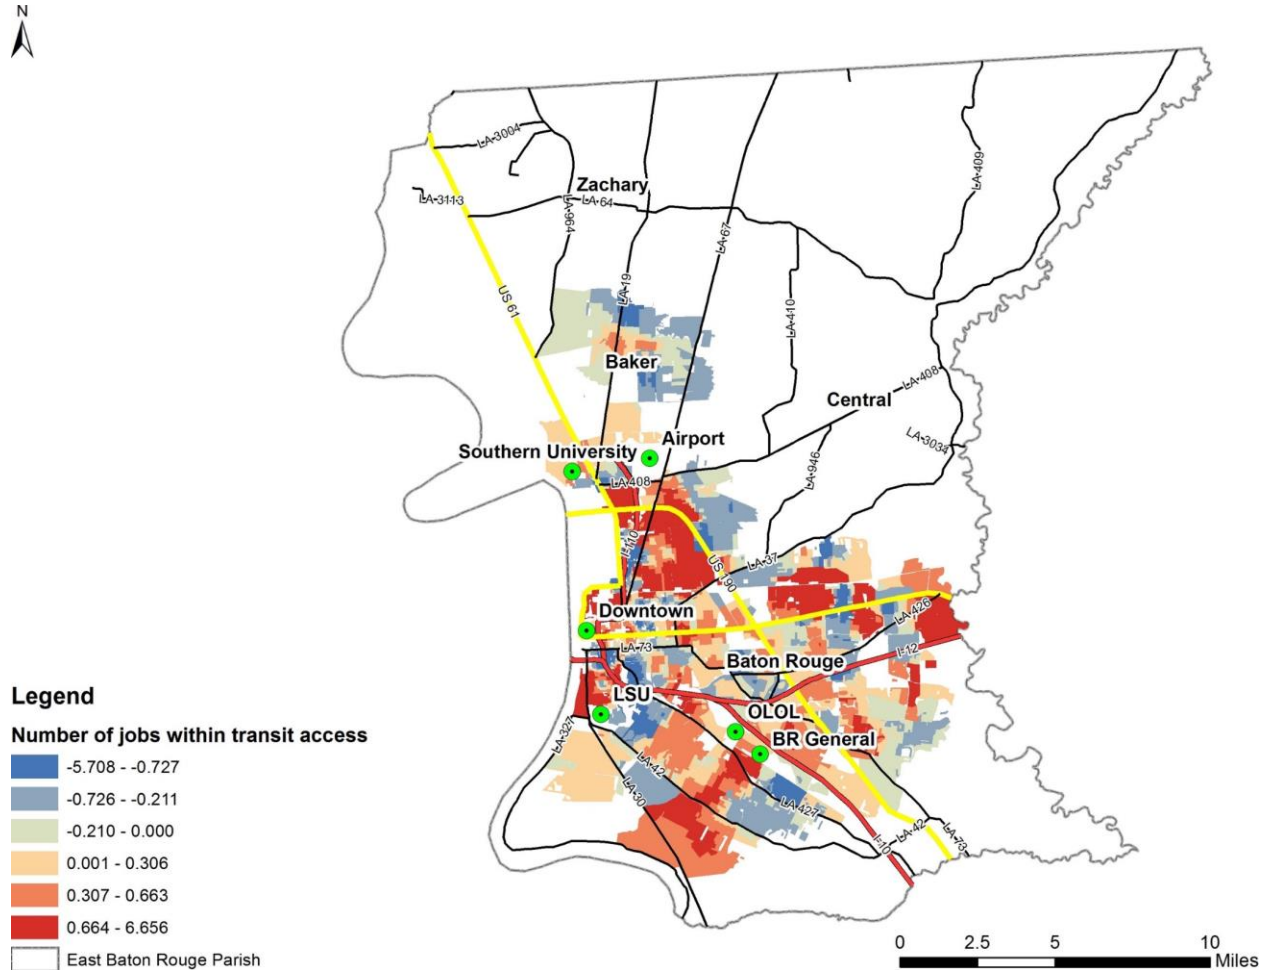 N
LA-3004
LA-409
Zachary
LA-3113
LA-64
LA-964
LA-67
LA-19
US 61
LA-410
Baker
LA-408
Central
Airport
Southern University
LA-3034
LA-946
LA 408
I-110
LA-37
US 190
Downtown
LA-426
LA 73
I-12
Baton Rouge
LSU
OLOL
BR General
LA-327
LA-42
LA-30
LA-427
LA-42
LA-73
I-10
Legend
Number of jobs within transit access
-5.708 - -0.727
-0.726 - -0.211
-0.210 - 0.000
0.001 - 0.306
0.307 - 0.663
0.664 - 6.656
East Baton Rouge Parish
0 2.5 5 10
Miles